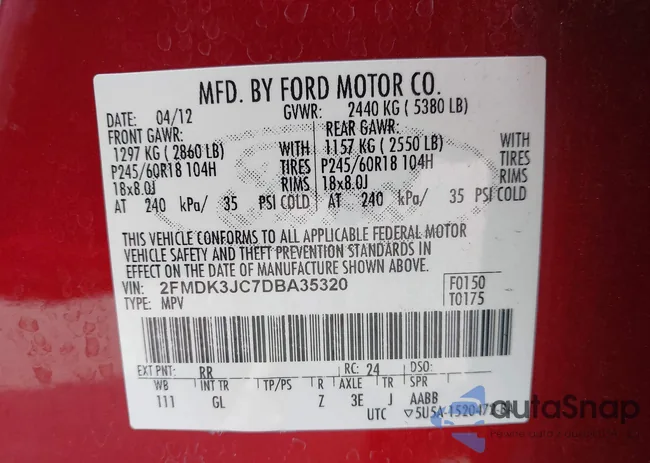 MFD. BY FORD MOTOR CO.
DATE: 04/12 GVWR: 2440 KG ( 5380 LB)
FRONT GAWR: REAR GAWR:
1297 KG ( 2860 LB) WITH 1157 KG ( 2550 LB) WITH
P245/60R18 104H TIRES P245/60R18 104H TIRES
18x8.0J RIMS 18x8.0J RIMS
AT 240 kPa/ 35 PSI COLD AT 240 kPa/ 35 PSI COLD
THIS VEHICLE CONFORMS TO ALL APPLICABLE FEDERAL MOTOR
VEHICLE SAFETY AND THEFT PREVENTION STANDARDS IN
EFFECT ON THE DATE OF MANUFACTURE SHOWN ABOVE.
VIN: 2FMDK3JC7DBA35320 F0150
TYPE: MPV T0175
EXT PNT: RR RC: 24 DSO:
WB INT TR TP/PS R AXLE TR SPR
111 GL Z 3E J AABB
UTC ▽5U5A-1520472
autoSnap